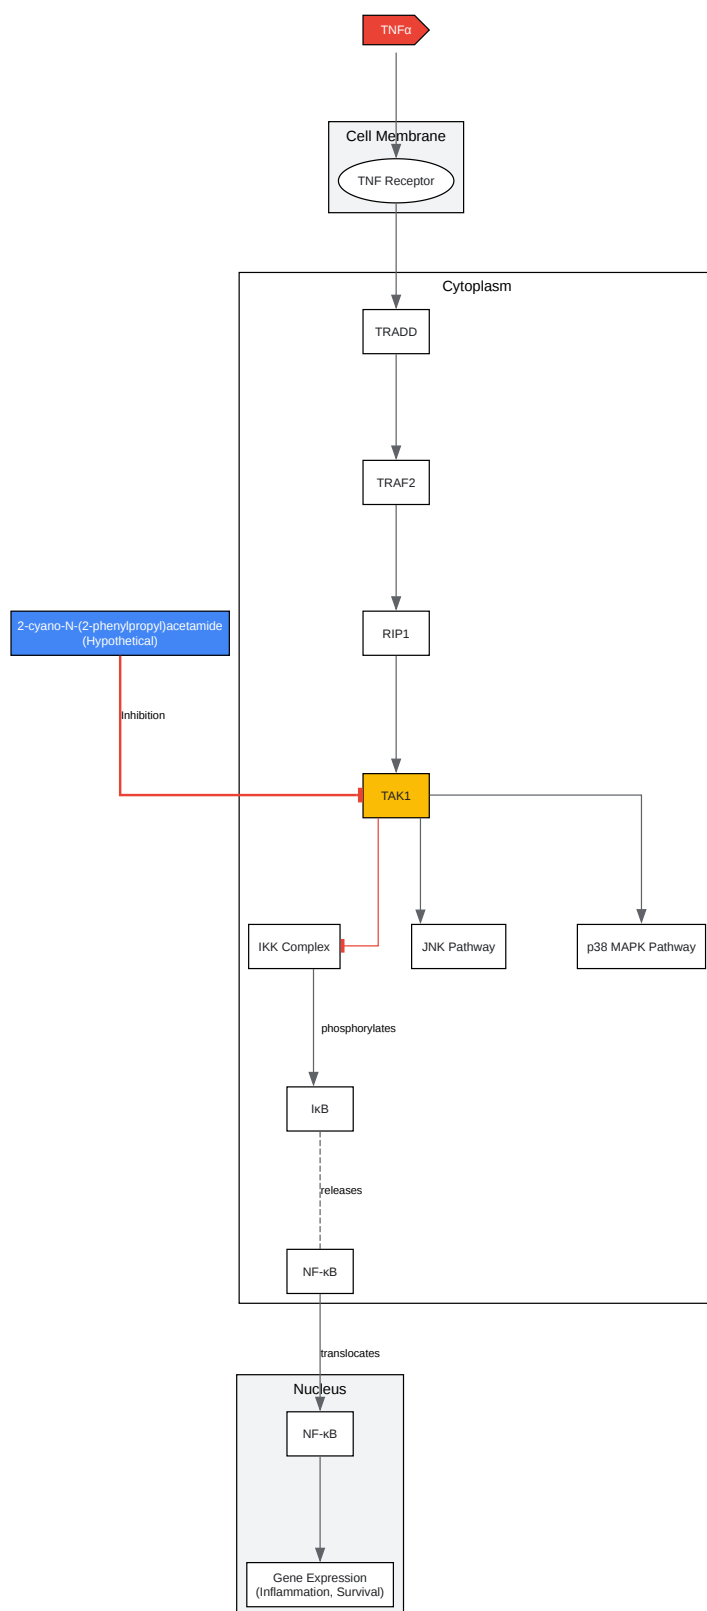 TNFα
Cell Membrane
TNF Receptor
Cytoplasm
TRADD
TRAF2
RIP1
2-cyano-N-(2-phenylpropyl)acetamide
(Hypothetical)
Inhibition
TAK1
IKK Complex
JNK Pathway
p38 MAPK Pathway
phosphorylates
IκB
releases
NF-κB
translocates
Nucleus
NF-κB
Gene Expression
(Inflammation, Survival)